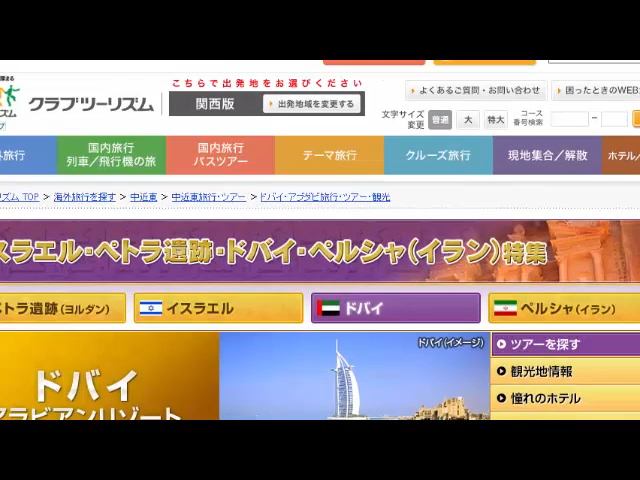 こちらで出発地をお選びください
クラブツーリズム
関西版
出発地域を変更する
よくあるご質問・お問い合わせ
困ったときのWEB
文字サイズ
変更
普通
大
特大
コース
番号検索
旅行
国内旅行
列車／飛行機の旅
国内旅行
バスツアー
テーマ旅行
クルーズ旅行
現地集合／解散
ホテル
ズム TOP > 海外旅行を探す > 中近東 > 中近東旅行・ツアー > ドバイ・アブダビ旅行・ツアー・観光
スラエル・ペトラ遺跡・ドバイ・ペルシャ(イラン)特集
トラ遺跡(ヨルダン)
イスラエル
ドバイ
ペルシャ(イラン)
ドバイ
アラビアンリゾート
ドバイ(イメージ)
ツアーを探す
観光地情報
憧れのホテル